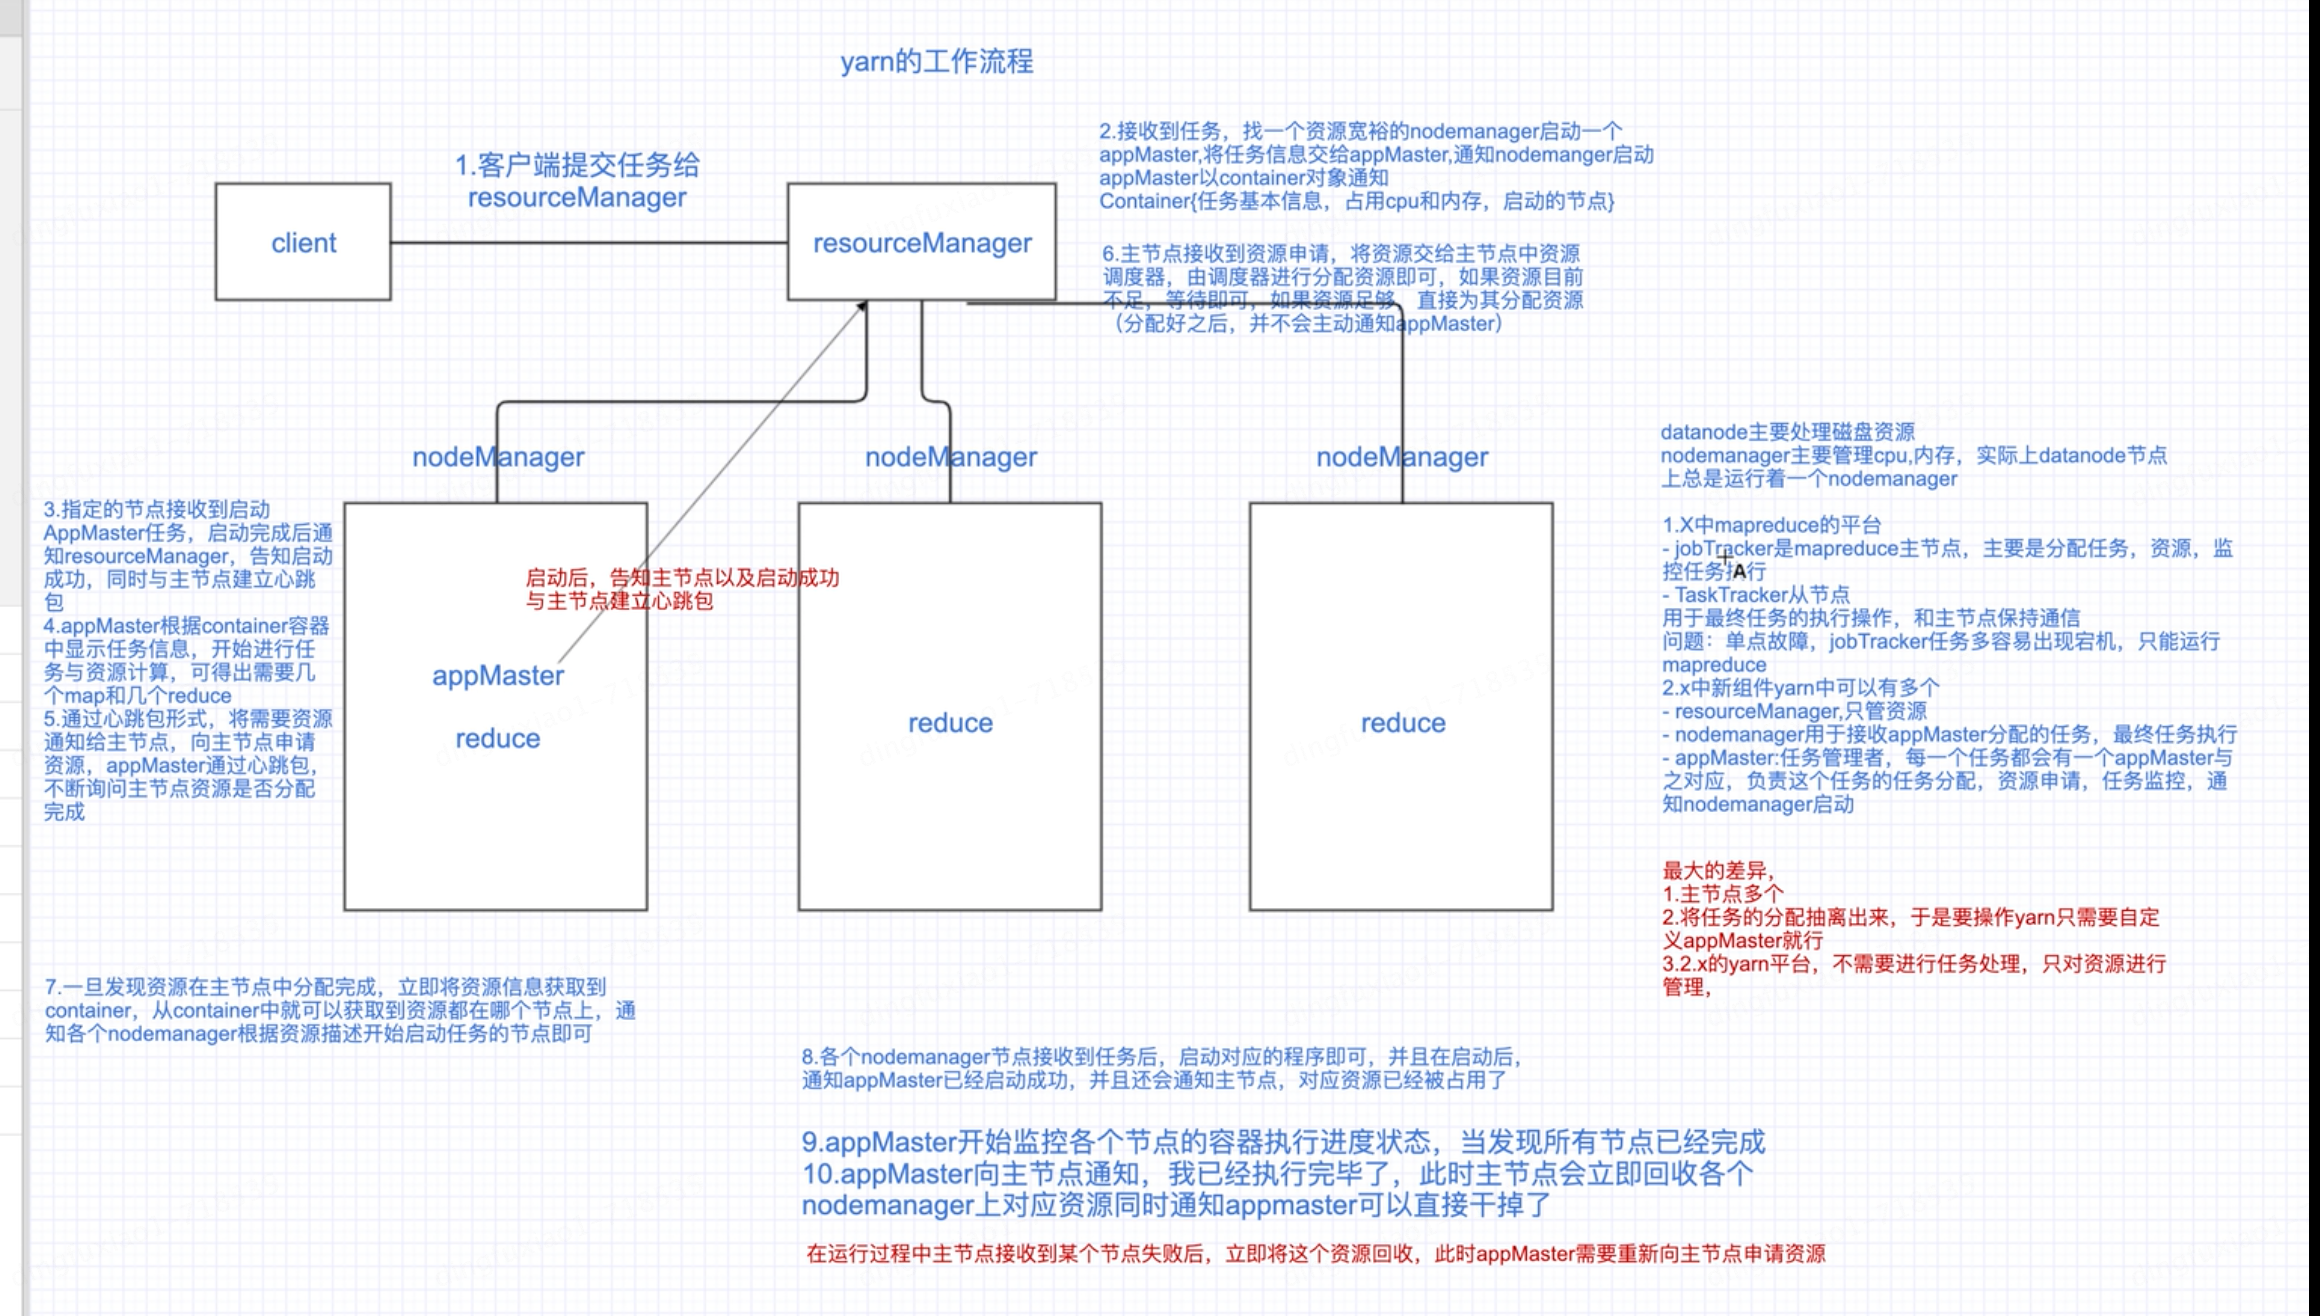 yarn的工作流程
1.客户端提交任务给
resourceManager
client
resourceManager
2.接收到任务，找一个资源宽裕的nodemanager启动一个
appMaster,将任务信息交给appMaster,通知nodemanger启动
appMaster以container对象通知
Container{任务基本信息，占用cpu和内存，启动的节点}
6.主节点接收到资源申请，将资源交给主节点中资源
调度器，由调度器进行分配资源即可，如果资源目前
不足，等待即可，如果资源足够，直接为其分配资源
（分配好之后，并不会主动通知appMaster）
nodeManager
nodeManager
nodeManager
3.指定的节点接收到启动
AppMaster任务，启动完成后通
知resourceManager，告知启动
成功，同时与主节点建立心跳
包
4.appMaster根据container容器
中显示任务信息，开始进行任
务与资源计算，可得出需要几
个map和几个reduce
5.通过心跳包形式，将需要资源
通知给主节点，向主节点申请
资源，appMaster通过心跳包，
不断询问主节点资源是否分配
完成
启动后，告知主节点以及启动成功
与主节点建立心跳包
appMaster
reduce
reduce
reduce
datanode主要处理磁盘资源
nodemanager主要管理cpu,内存，实际上datanode节点
上总是运行着一个nodemanager
1.X中mapreduce的平台
- jobTracker是mapreduce主节点，主要是分配任务，资源，监
控任务执行
- TaskTracker从节点
用于最终任务的执行操作，和主节点保持通信
问题：单点故障，jobTracker任务多容易出现宕机，只能运行
mapreduce
2.x中新组件yarn中可以有多个
- resourceManager,只管资源
- nodemanager用于接收appMaster分配的任务，最终任务执行
- appMaster:任务管理者，每一个任务都会有一个appMaster与
之对应，负责这个任务的任务分配，资源申请，任务监控，通
知nodemanager启动
最大的差异，
1.主节点多个
2.将任务的分配抽离出来，于是要操作yarn只需要自定
义appMaster就行
3.2.x的yarn平台，不需要进行任务处理，只对资源进行
管理，
7.一旦发现资源在主节点中分配完成，立即将资源信息获取到
container，从container中就可以获取到资源都在哪个节点上，通
知各个nodemanager根据资源描述开始启动任务的节点即可
8.各个nodemanager节点接收到任务后，启动对应的程序即可，并且在启动后，
通知appMaster已经启动成功，并且还会通知主节点，对应资源已经被占用了
9.appMaster开始监控各个节点的容器执行进度状态，当发现所有节点已经完成
10.appMaster向主节点通知，我已经执行完毕了，此时主节点会立即回收各个
nodemanager上对应资源同时通知appmaster可以直接干掉了
在运行过程中主节点接收到某个节点失败后，立即将这个资源回收，此时appMaster需要重新向主节点申请资源